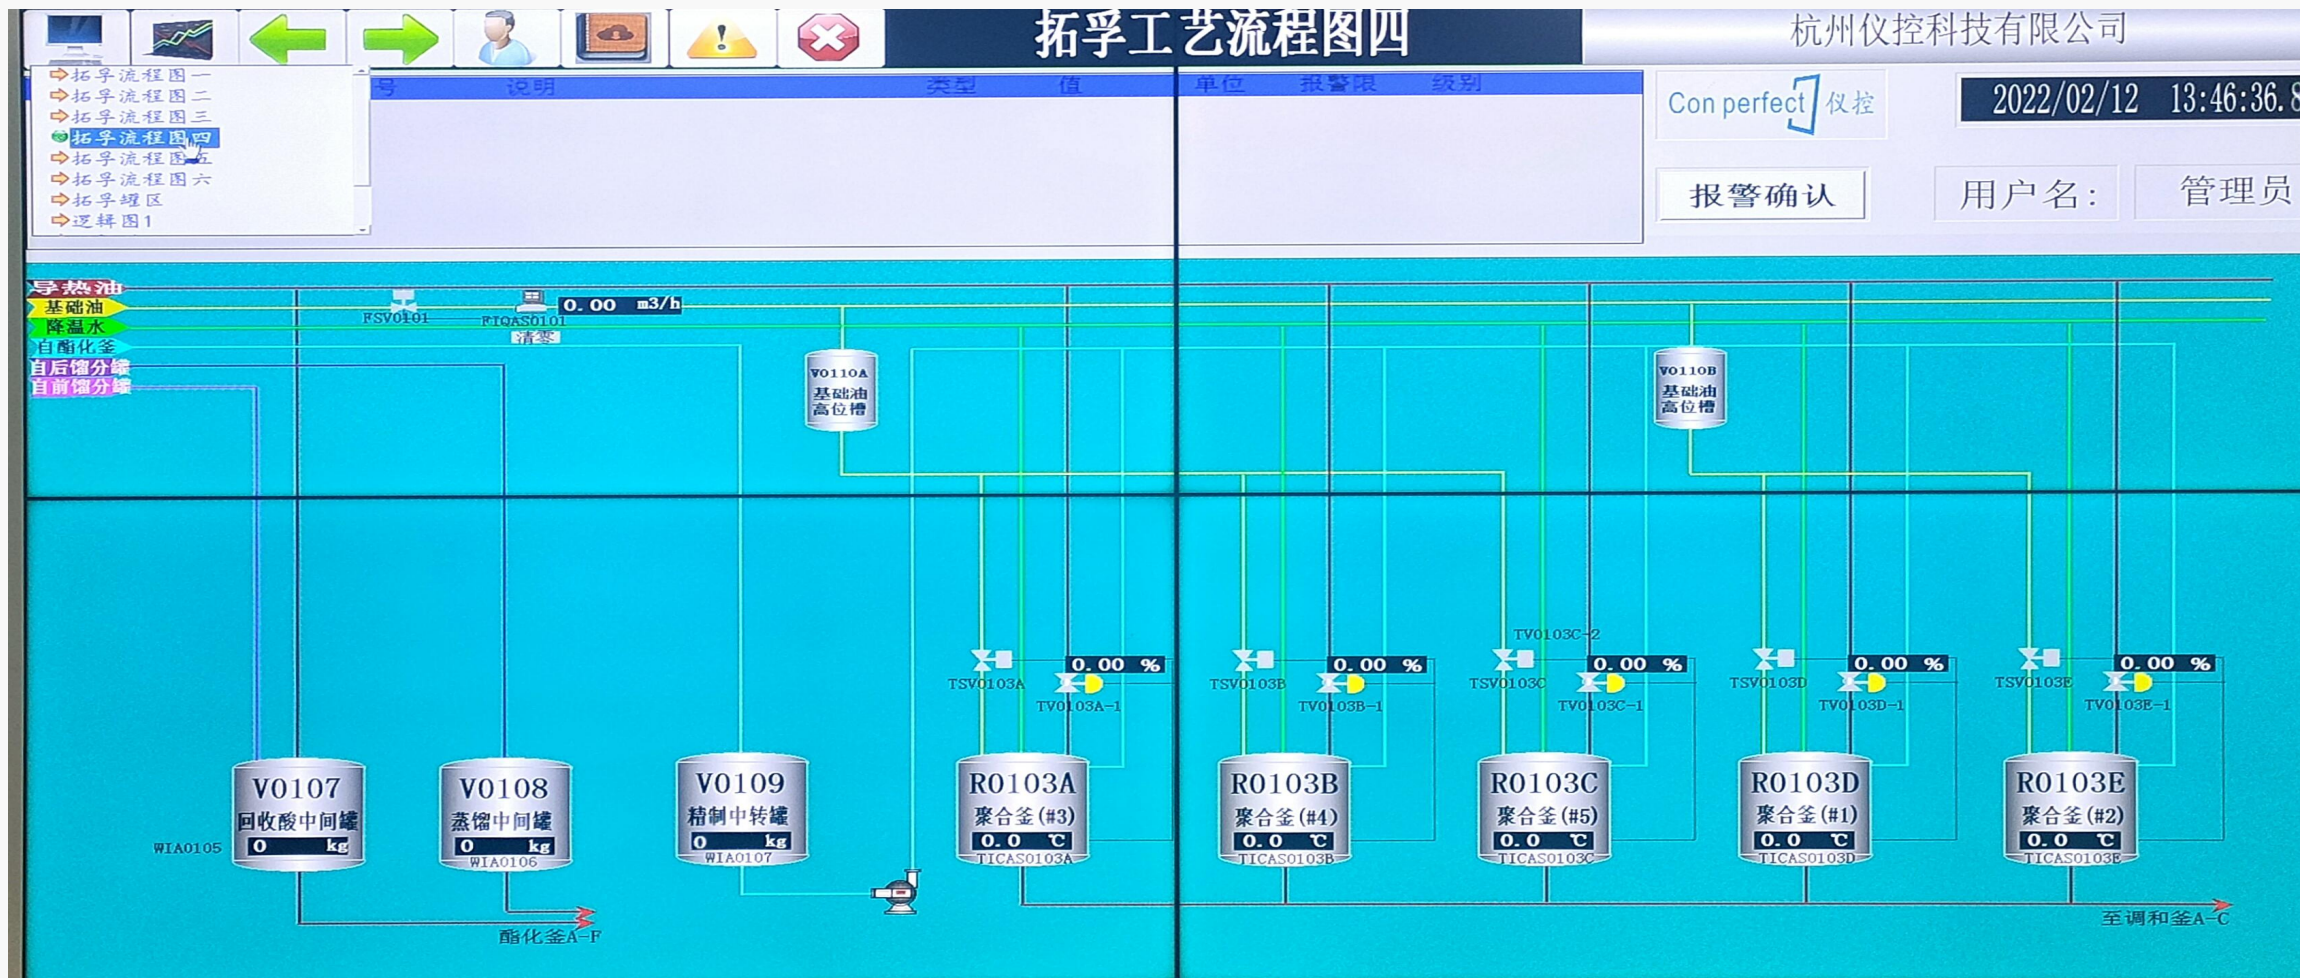 拓孚工艺流程图四
杭州仪控科技有限公司
拓孚流程图一
拓孚流程图二
拓孚流程图三
拓孚流程图四
拓孚流程图五
拓孚流程图六
拓孚罐区
逻辑图1
号 说明 类型 值 单位 报警限 级别
Con perfect 仪控
2022/02/12 13:46:36.8
报警确认
用户名:
管理员
导热油
基础油
降温水
自酯化釜
自后馏分罐
自前馏分罐
FSV0101
FIQAS0101
0.00 m3/h
清零
V0110A
基础油
高位槽
V0110B
基础油
高位槽
TV0103C-2
TSV0103A
0.00 %
TV0103A-1
TSV0103B
0.00 %
TV0103B-1
TSV0103C
0.00 %
TV0103C-1
TSV0103D
0.00 %
TV0103D-1
TSV0103E
0.00 %
TV0103E-1
V0107
回收酸中间罐
0 kg
WIA0105
V0108
蒸馏中间罐
0 kg
WIA0106
V0109
精制中转罐
0 kg
WIA0107
R0103A
聚合釜(#3)
0.0 ℃
TICAS0103A
R0103B
聚合釜(#4)
0.0 ℃
TICAS0103B
R0103C
聚合釜(#5)
0.0 ℃
TICAS0103C
R0103D
聚合釜(#1)
0.0 ℃
TICAS0103D
R0103E
聚合釜(#2)
0.0 ℃
TICAS0103E
酯化釜A-F
至调和釜A-C